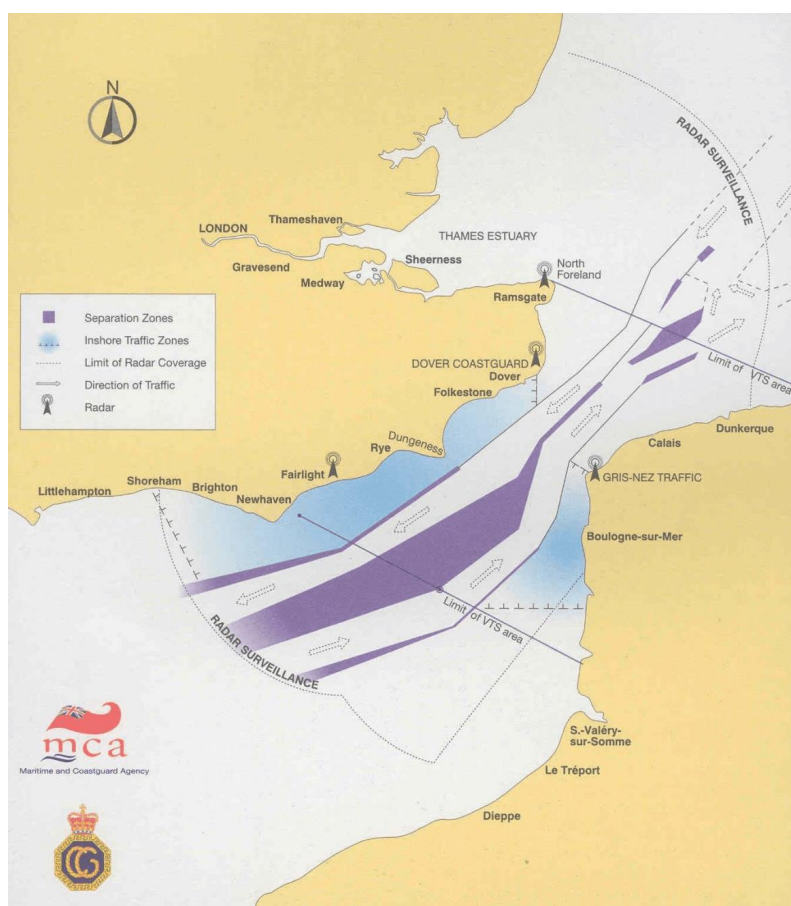 N
RADAR SURVEILLANCE
Thameshaven
LONDON
THAMES ESTUARY
Gravesend
Sheerness
Medway
North
Foreland
Ramsgate
Separation Zones
Inshore Traffic Zones
Limit of Radar Coverage
Direction of Traffic
Radar
DOVER COASTGUARD
Dover
Folkestone
Limit of VTS area
Dunkerque
Calais
Dungeness
Rye
Fairlight
GRIS-NEZ TRAFFIC
Shoreham
Brighton
Littlehampton
Newhaven
Boulogne-sur-Mer
Limit of VTS area
RADAR SURVEILLANCE
mca
Maritime and Coastguard Agency
S.-Valéry-
sur-Somme
Le Tréport
Dieppe
CG